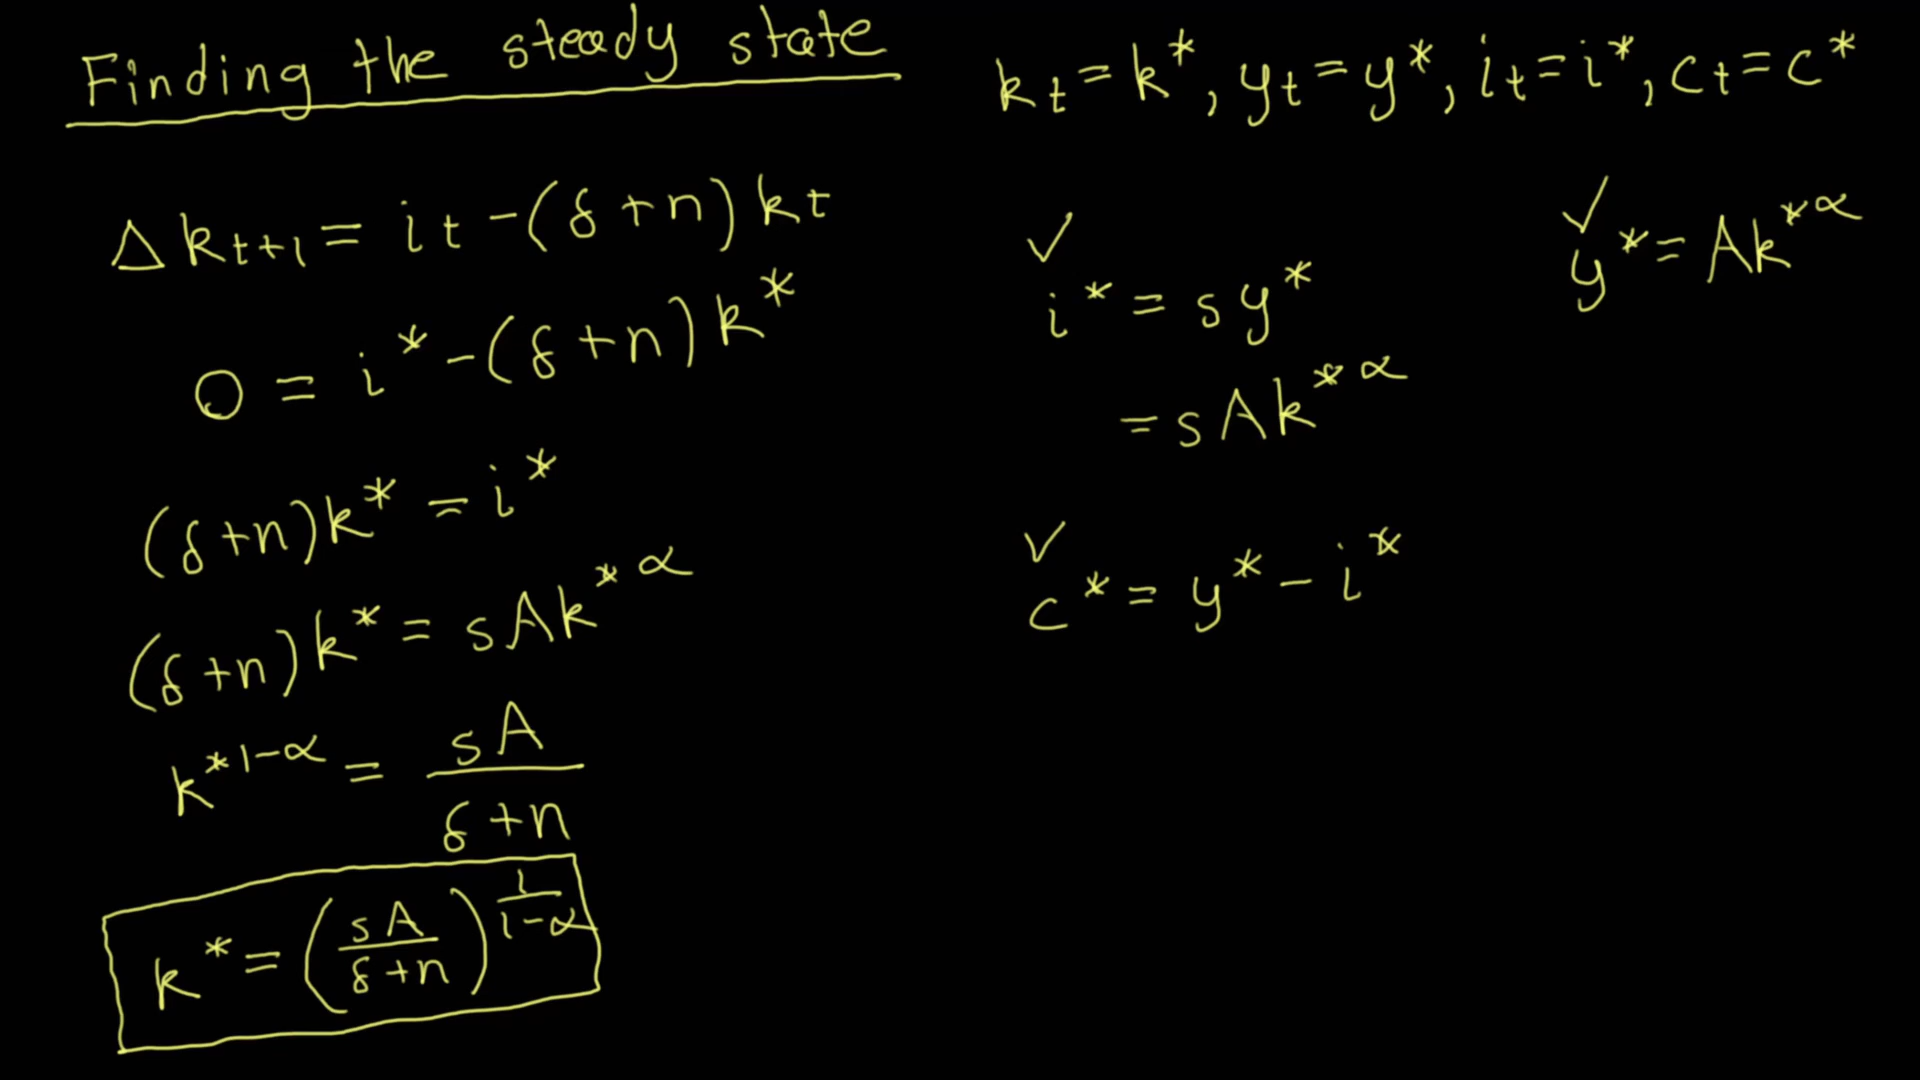 Finding the steady state
k_t = k*, y_t = y*, i_t = i*, c_t = c*
Δk_{t+1} = i_t - (δ+n)k_t
0 = i* - (δ+n)k*
(δ+n)k* = i*
(δ+n)k* = sAk*^α
k*^{1-α} = sA/(δ+n)
k* = (sA/(δ+n))^{1/(1-α)}
✓
i* = sy*
= sAk*^α
✓
c* = y* - i*
✓
y* = Ak*^α